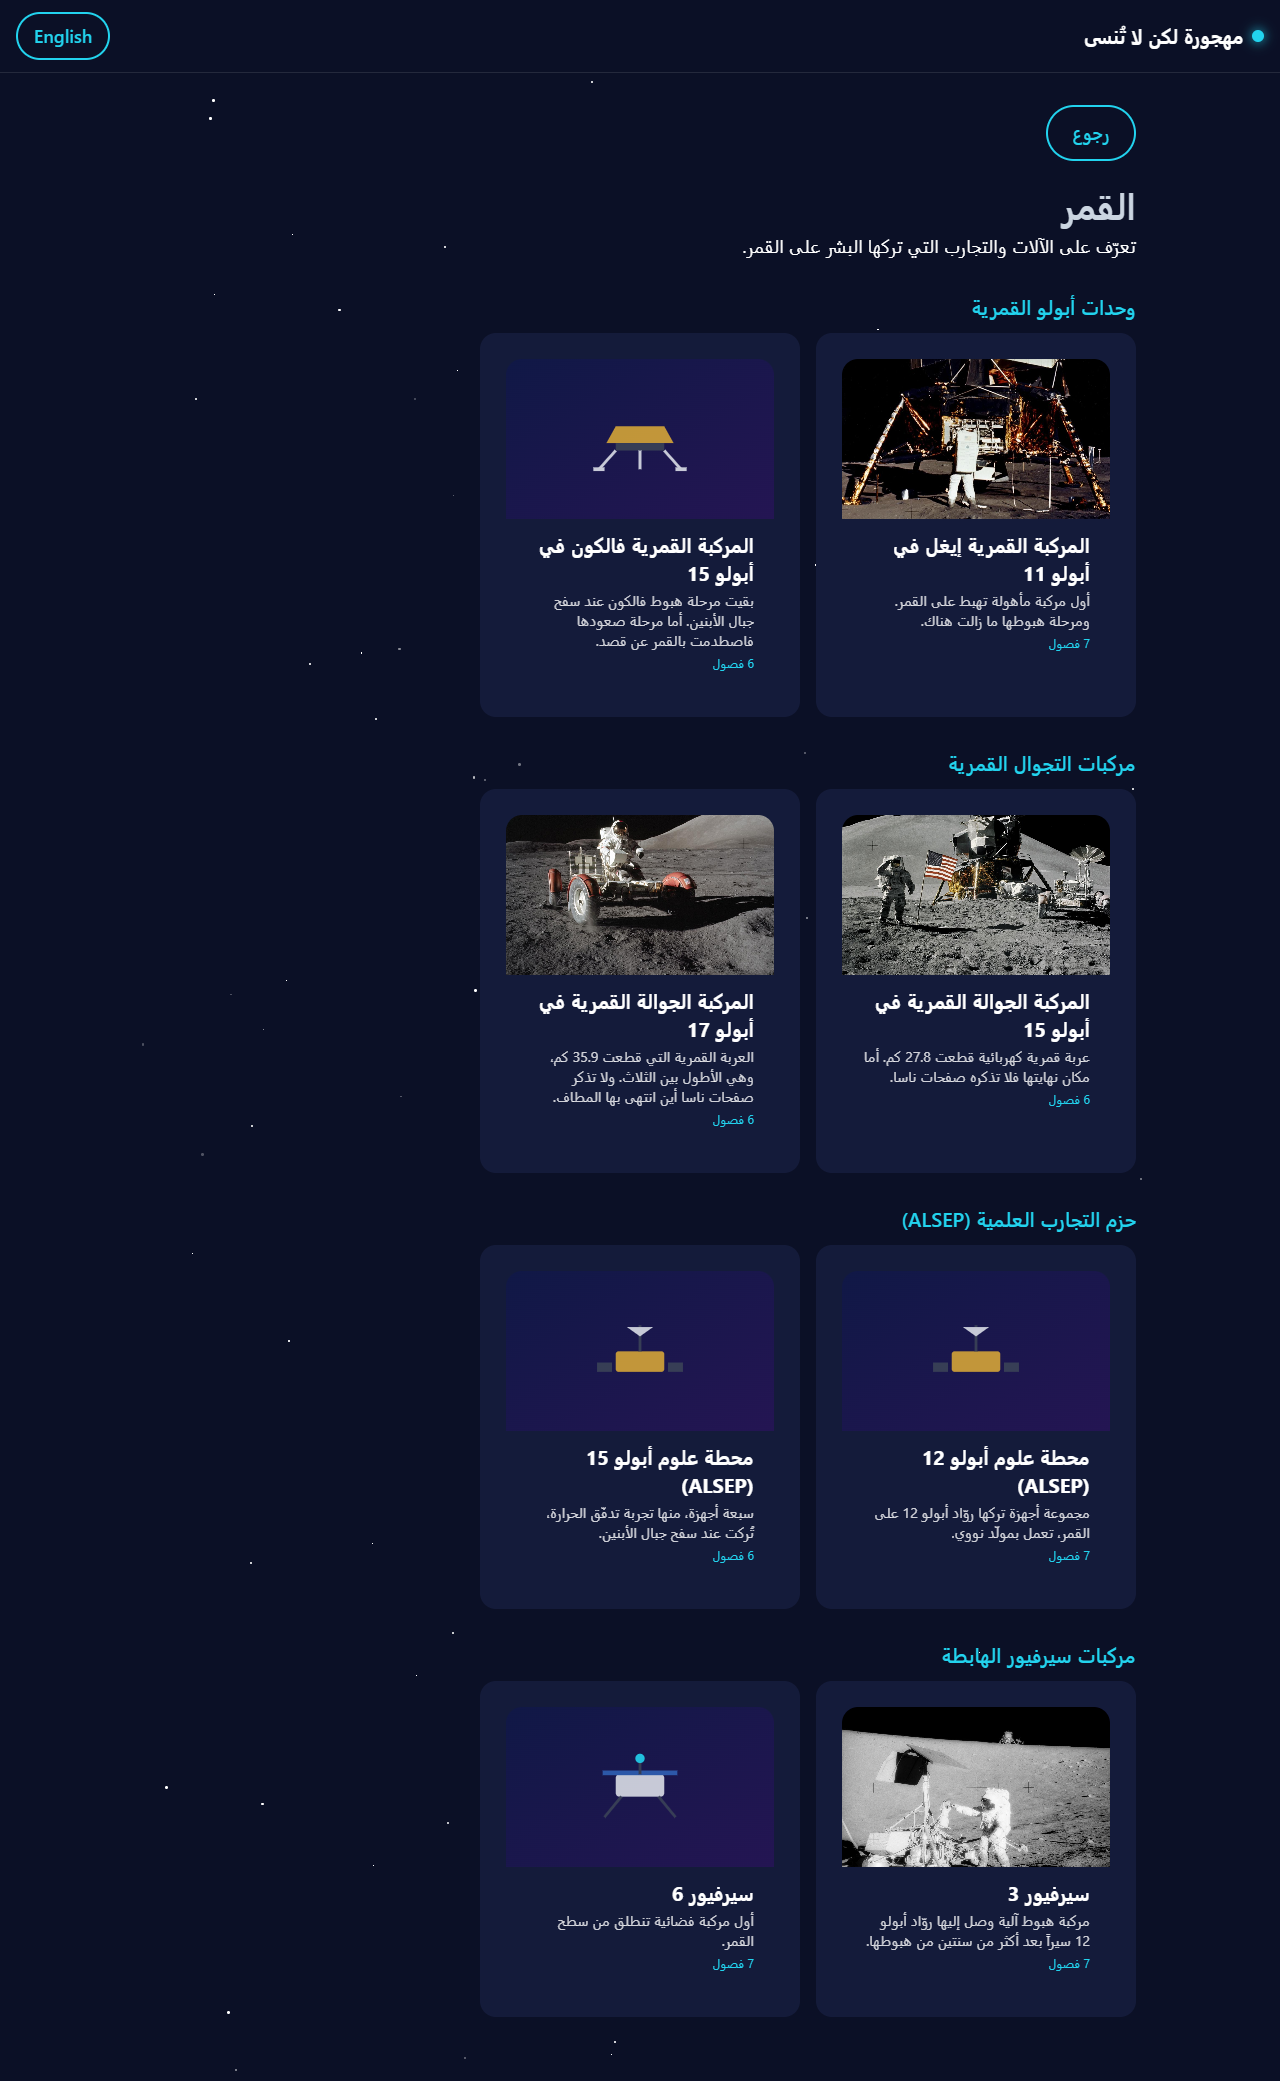 مهجورة لكن لا تُنسى
English
رجوع
القمر
تعرّف على الآلات والتجارب التي تركها البشر على القمر.
وحدات أبولو القمرية
المركبة القمرية إيغل في
أبولو 11
أول مركبة مأهولة تهبط على القمر.
ومرحلة هبوطها ما زالت هناك.
7 فصول
المركبة القمرية فالكون في
أبولو 15
بقيت مرحلة هبوط فالكون عند سفح
جبال الأبنين. أما مرحلة صعودها
فاصطدمت بالقمر عن قصد.
6 فصول
مركبات التجوال القمرية
المركبة الجوالة القمرية في
أبولو 15
عربة قمرية كهربائية قطعت 27.8 كم. أما
مكان نهايتها فلا تذكره صفحات ناسا.
6 فصول
المركبة الجوالة القمرية في
أبولو 17
العربة القمرية التي قطعت 35.9 كم،
وهي الأطول بين الثلاث. ولا تذكر
صفحات ناسا أين انتهى بها المطاف.
6 فصول
حزم التجارب العلمية (ALSEP)
محطة علوم أبولو 12
(ALSEP)
مجموعة أجهزة تركها روّاد أبولو 12 على
القمر، تعمل بمولّد نووي.
7 فصول
محطة علوم أبولو 15
(ALSEP)
سبعة أجهزة، منها تجربة تدفّق الحرارة،
تُركت عند سفح جبال الأبنين.
6 فصول
مركبات سيرفيور الهابطة
سيرفيور 3
مركبة هبوط آلية وصل إليها روّاد أبولو
12 سيراً بعد أكثر من سنتين من هبوطها.
7 فصول
سيرفيور 6
أول مركبة فضائية تنطلق من سطح
القمر.
7 فصول